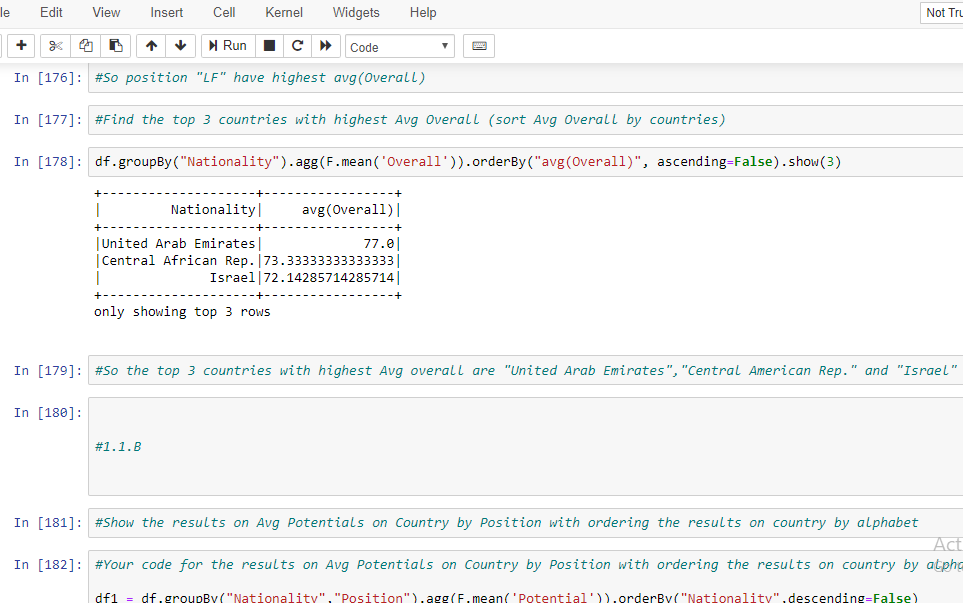 le Edit View Insert Cell Kernel Widgets Help Not Tru
Run Code
In [176]: #So position "LF" have highest avg(Overall)
In [177]: #Find the top 3 countries with highest Avg Overall (sort Avg Overall by countries)
In [178]: df.groupBy("Nationality").agg(F.mean('Overall')).orderBy("avg(Overall)", ascending=False).show(3)
+--------------------+-----------------+
|         Nationality|     avg(Overall)|
+--------------------+-----------------+
|United Arab Emirates|             77.0|
|Central African Rep.|73.33333333333333|
|              Israel|72.14285714285714|
+--------------------+-----------------+
only showing top 3 rows
In [179]: #So the top 3 countries with highest Avg overall are "United Arab Emirates","Central American Rep." and "Israel"
In [180]:
#1.1.B
In [181]: #Show the results on Avg Potentials on Country by Position with ordering the results on country by alphabet
Act
In [182]: #Your code for the results on Avg Potentials on Country by Position with ordering the results on country by alpha
df1 = df.groupBy("Nationality","Position").agg(F.mean('Potential')).orderBy("Nationality",descending=False)